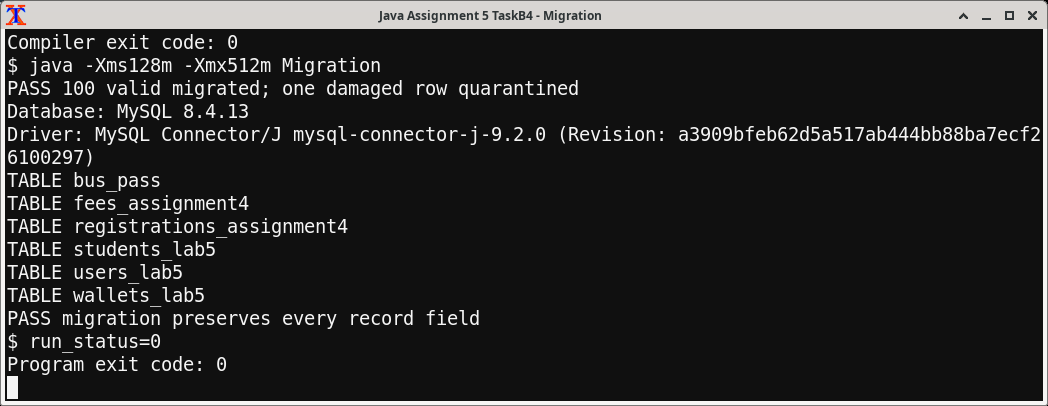 Java Assignment 5 TaskB4 - Migration
Compiler exit code: 0
$ java -Xms128m -Xmx512m Migration
PASS 100 valid migrated; one damaged row quarantined
Database: MySQL 8.4.13
Driver: MySQL Connector/J mysql-connector-j-9.2.0 (Revision: a3909bfeb62d5a517ab444bb88ba7ecf2
6100297)
TABLE bus_pass
TABLE fees_assignment4
TABLE registrations_assignment4
TABLE students_lab5
TABLE users_lab5
TABLE wallets_lab5
PASS migration preserves every record field
$ run_status=0
Program exit code: 0